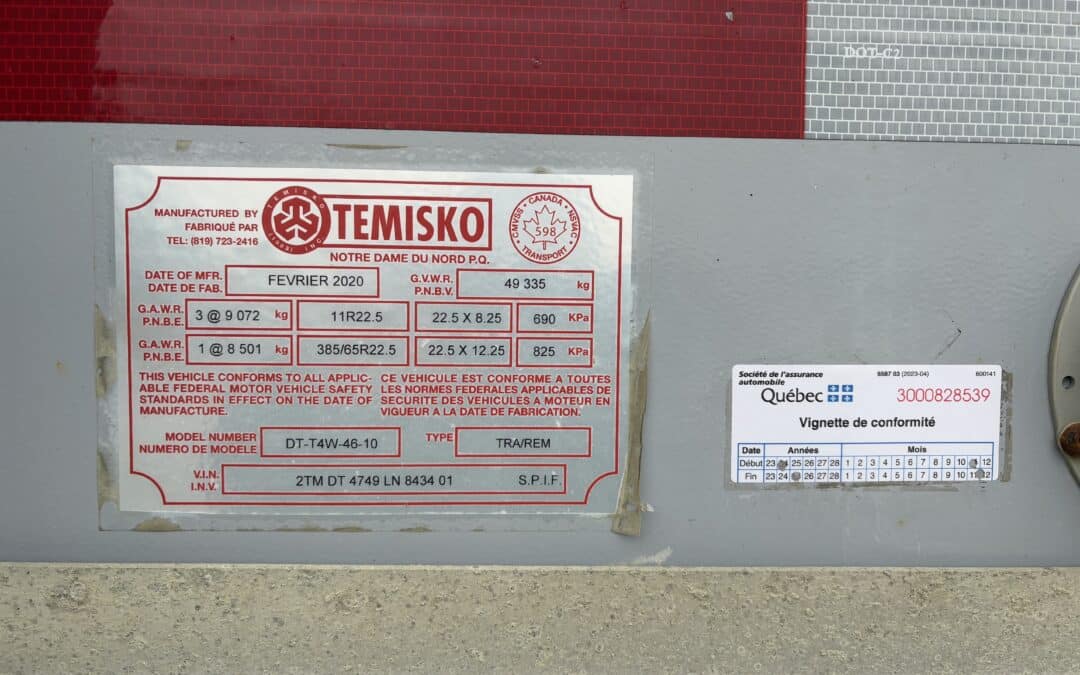 DOT-C2
MANUFACTURED BY
FABRIQUÉ PAR
TEL: (819) 723-2416
TEMISKO
TEMISKO (1983) INC.
NOTRE DAME DU NORD P.Q.
CMVSS - CANADA - NSVAC
598
TRANSPORT
DATE OF MFR.
DATE DE FAB. FEVRIER 2020
G.V.W.R.
P.N.B.V. 49 335 kg
G.A.W.R.
P.N.B.E. 3 @ 9 072 kg 11R22.5 22.5 X 8.25 690 KPa
G.A.W.R.
P.N.B.E. 1 @ 8 501 kg 385/65R22.5 22.5 X 12.25 825 KPa
THIS VEHICLE CONFORMS TO ALL APPLIC-
ABLE FEDERAL MOTOR VEHICLE SAFETY
STANDARDS IN EFFECT ON THE DATE OF
MANUFACTURE.
CE VEHICULE EST CONFORME A TOUTES
LES NORMES FEDERALES APPLICABLES DE
SECURITE DES VEHICULES A MOTEUR EN
VIGUEUR A LA DATE DE FABRICATION.
MODEL NUMBER
NUMERO DE MODELE DT-T4W-46-10
TYPE TRA/REM
V.I.N.
I.N.V. 2TM DT 4749 LN 8434 01 S.P.I.F.
Société de l'assurance
automobile
Québec
5587 03 (2023-04) 600141
3000828539
Vignette de conformité
Date Années Mois
Début 23 25 26 27 28 1 2 3 4 5 6 7 8 9 10 12
Fin 23 24 26 27 28 1 2 3 4 5 6 7 8 9 10 12